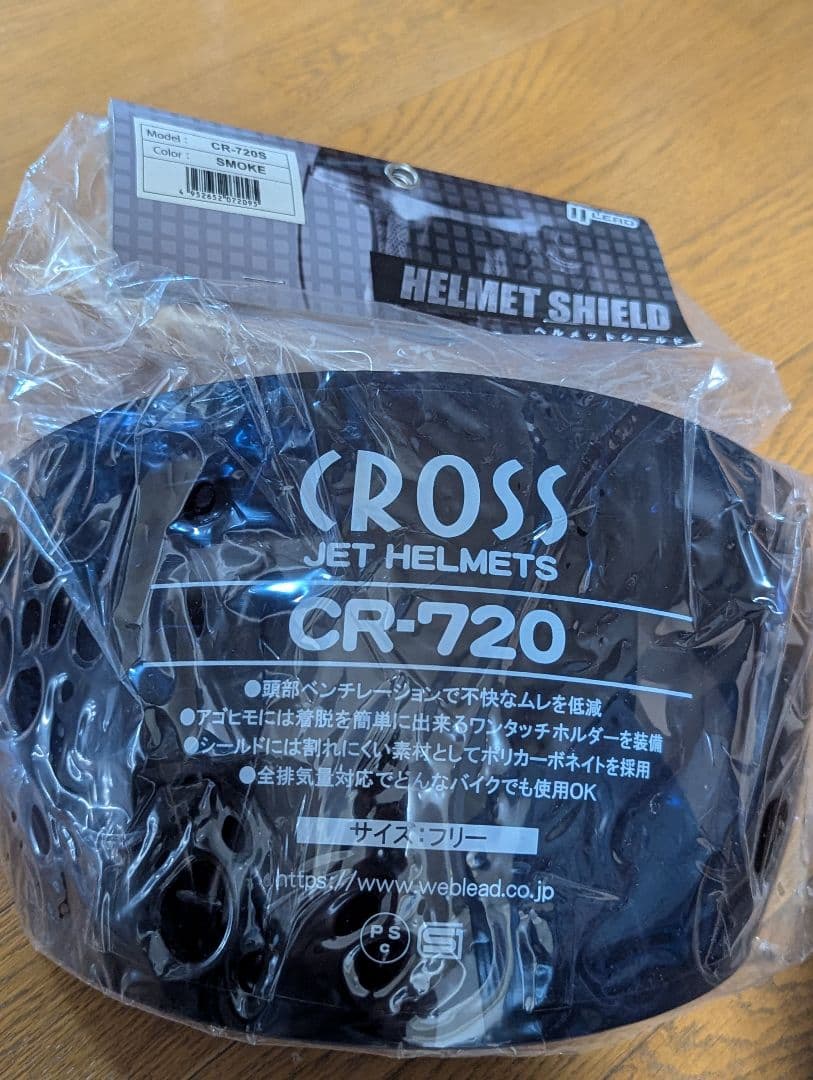 Model : CR-720S
Color : SMOKE
4 952652 072095
LEAD
HELMET SHIELD
ヘルメットシールド
CROSS
JET HELMETS
CR-720
●頭部ベンチレーションで不快なムレを低減
●アゴヒモには着脱を簡単に出来るワンタッチホルダーを装備
●シールドには割れにくい素材としてポリカーボネイトを採用
●全排気量対応でどんなバイクでも使用OK
サイズ：フリー
https://www.weblead.co.jp
PS
c